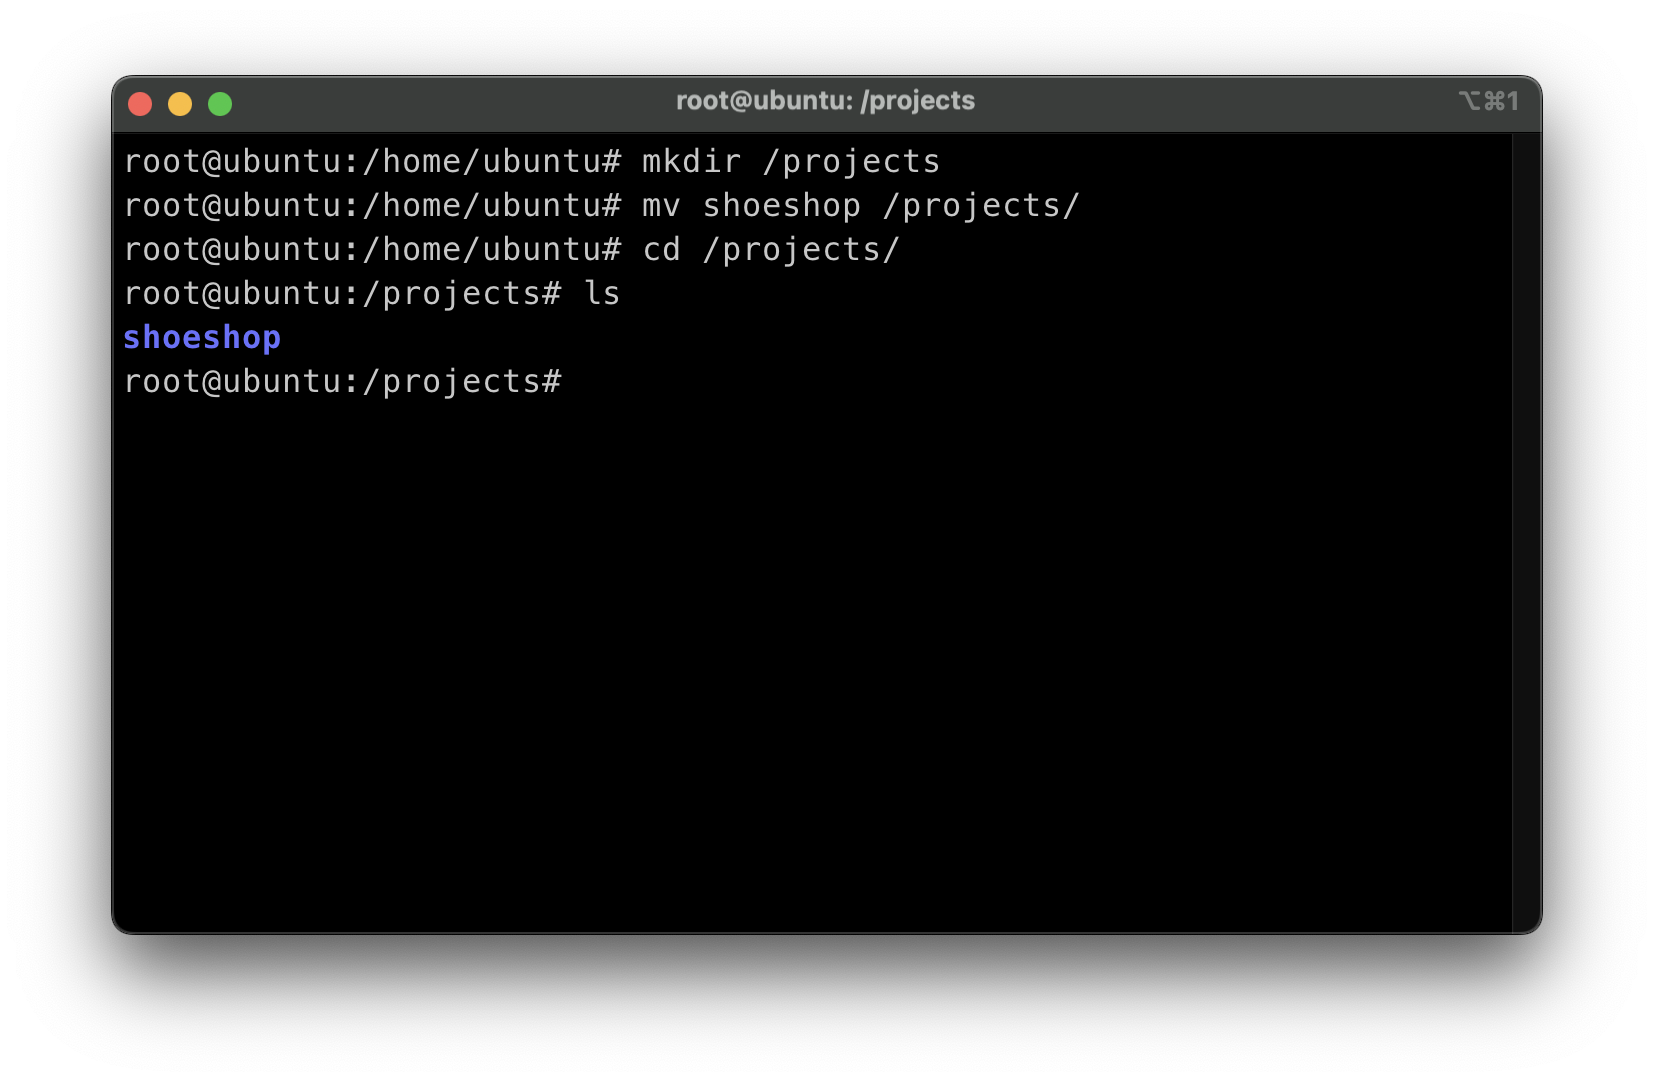 root@ubuntu: /projects
⌥⌘1
root@ubuntu:/home/ubuntu# mkdir /projects
root@ubuntu:/home/ubuntu# mv shoeshop /projects/
root@ubuntu:/home/ubuntu# cd /projects/
root@ubuntu:/projects# ls
shoeshop
root@ubuntu:/projects#